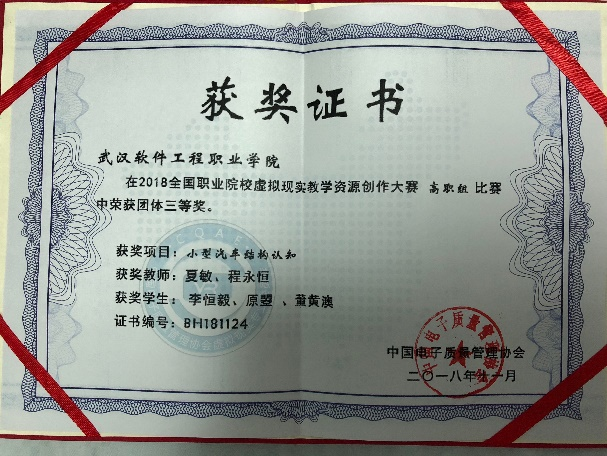 获奖证书
武汉软件工程职业学院
在2018全国职业院校虚拟现实教学资源创作大赛 高职组 比赛
中荣获团体三等奖。
获奖项目：小型汽车结构认知
获奖教师：夏敏、程永恒
获奖学生：李恒毅、原曌、董黄澳
证书编号：BH181124
中国电子质量管理协会
二〇一八年十一月